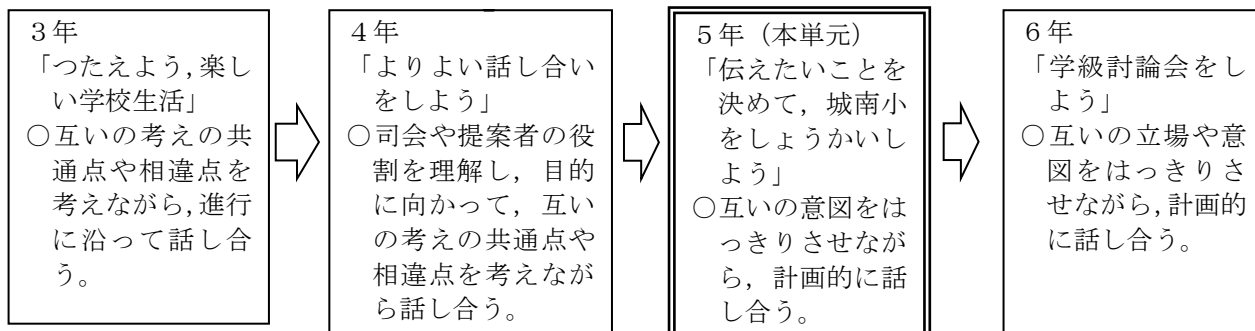 ３年
「つたえよう，楽し
い学校生活」
○互いの考えの共
通点や相違点を
考えながら，進行
に沿って話し合
う。
４年
「よりよい話し合い
をしよう」
○司会や提案者の役
割を理解し，目的
に向かって，互い
の考えの共通点や
相違点を考えなが
ら話し合う。
５年（本単元）
「伝えたいことを
決めて，城南小
をしょうかいし
よう」
○互いの意図をは
っきりさせなが
ら，計画的に話
し合う。
６年
「学級討論会をし
よう」
○互いの立場や意
図をはっきりさ
せながら，計画的
に話し合う。